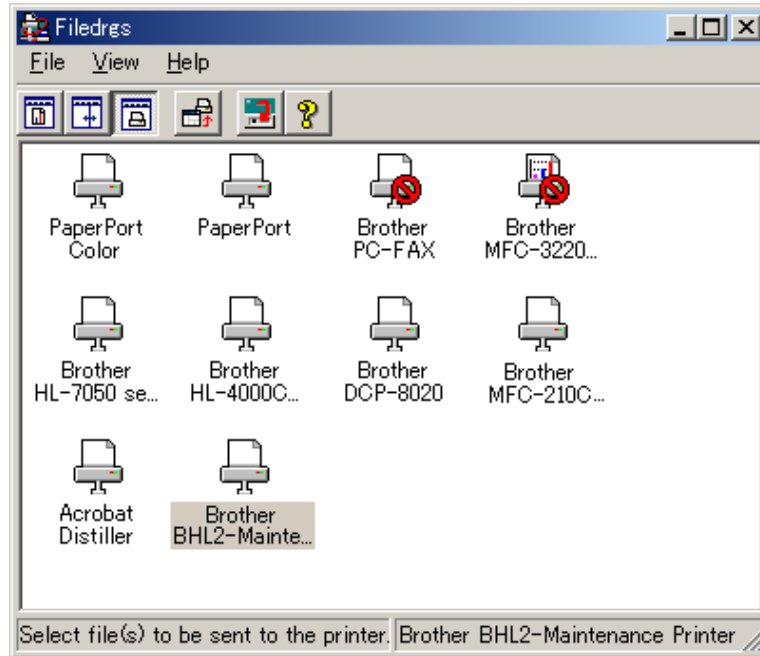 Filedrgs
File View Help
PaperPort
Color
PaperPort
Brother
PC-FAX
Brother
MFC-3220...
Brother
HL-7050 se...
Brother
HL-4000C...
Brother
DCP-8020
Brother
MFC-210C...
Acrobat
Distiller
Brother
BHL2-Mainte...
Select file(s) to be sent to the printer. Brother BHL2-Maintenance Printer